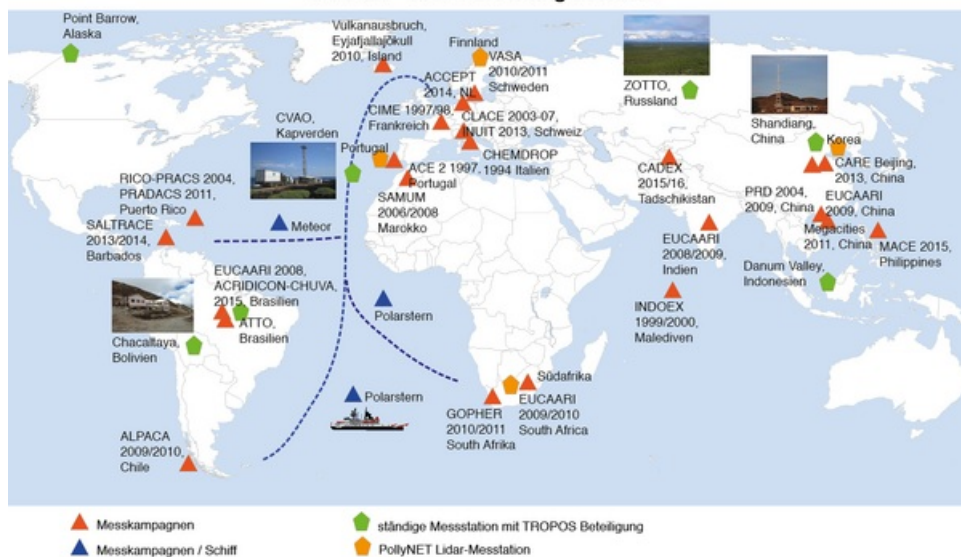 Point Barrow,
Alaska
Vulkanausbruch,
Eyjafjallajökull
2010, Island
Finnland
VASA
2010/2011
Schweden
ACCEPT
2014, NL
ZOTTO,
Russland
CIME 1997/98,
Frankreich
CLACE 2003-07,
INUIT 2013, Schweiz
CVAO,
Kapverden
Portugal
Shandiang,
China
Korea
CHEMDROP,
1994 Italien
ACE 2 1997,
Portugal
CADEX
2015/16,
Tadschikistan
CARE Beijing,
2013, China
RICO-PRACS 2004,
PRADACS 2011,
Puerto Rico
SAMUM
2006/2008
Marokko
PRD 2004,
2009, China
EUCAARI
2009, China
SALTRACE
2013/2014,
Barbados
Meteor
EUCAARI
2008/2009,
Indien
Megacities
2011, China
MACE 2015,
Philippines
EUCAARI 2008,
ACRIDICON-CHUVA,
2015, Brasilien
ATTO,
Brasilien
Danum Valley,
Indonesien
Polarstern
INDOEX
1999/2000,
Malediven
Chacaltaya,
Bolivien
Polarstern
Südafrika
GOPHER
2010/2011
South Afrika
EUCAARI
2009/2010
South Africa
ALPACA
2009/2010,
Chile
Messkampagnen
ständige Messstation mit TROPOS Beteiligung
Messkampagnen / Schiff
PollyNET Lidar-Messtation